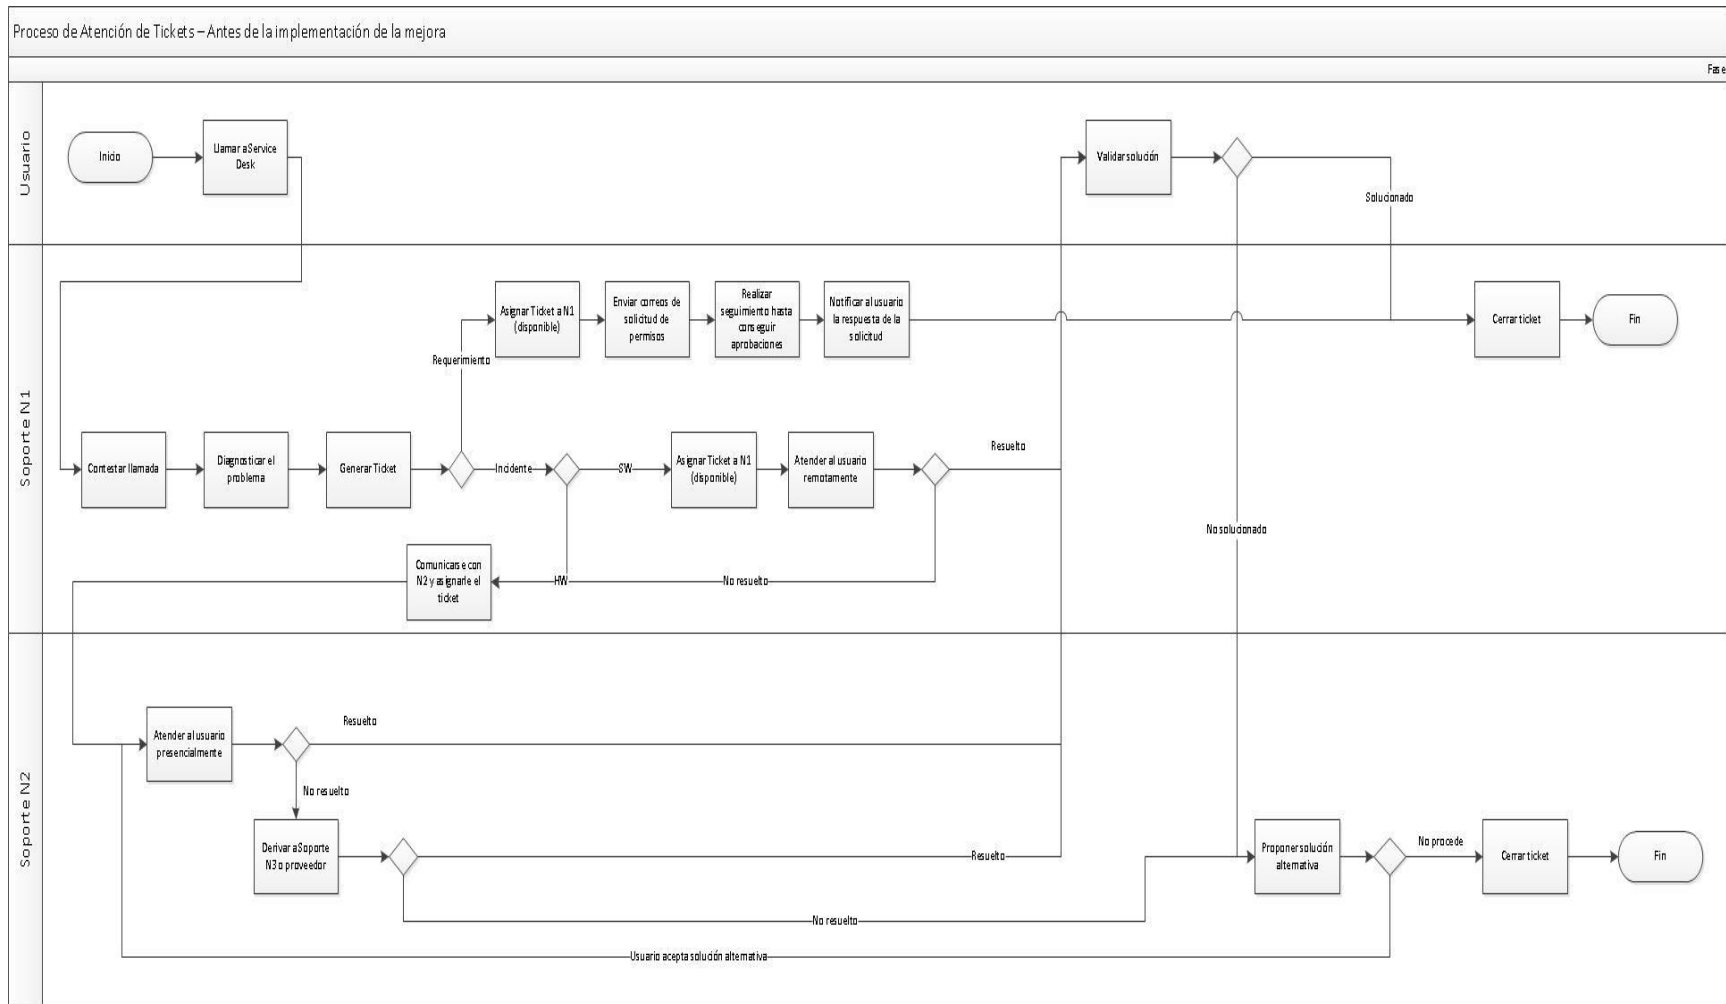 Proceso de Atención de Tickets – Antes de la implementación de la mejora
Fase
Usuario
Inicio
Llamar a Service
Desk
Validar solución
Solucionado
Soporte N1
Asignar Ticket a N1
(disponible)
Enviar correos de
solicitud de
permisos
Realizar
seguimiento hasta
conseguir
aprobaciones
Notificar al usuario
la respuesta de la
solicitud
Cerrar ticket
Fin
Requerimiento
Contestar llamada
Diagnosticar el
problema
Generar Ticket
Incidente
SW
Asignar Ticket a N1
(disponible)
Atender al usuario
remotamente
Resuelto
No solucionado
Comunicarse con
N2 y asignarle el
ticket
HW
No resuelto
Soporte N2
Atender al usuario
presencialmente
Resuelto
No resuelto
Derivar a Soporte
N3 o proveedor
Resuelto
No resuelto
Proponer solución
alternativa
No procede
Cerrar ticket
Fin
Usuario acepta solución alternativa